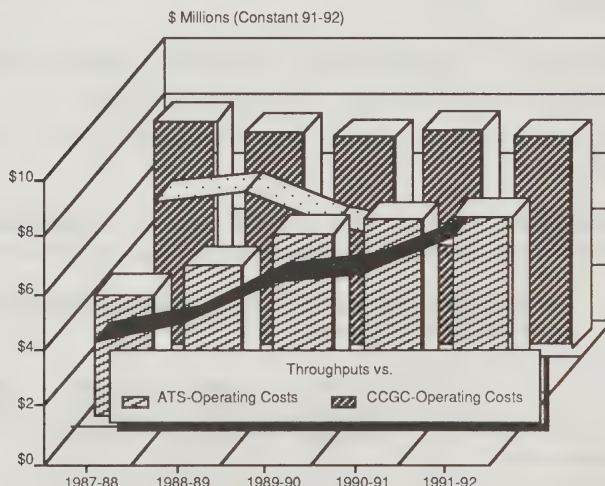 $ Millions (Constant 91-92)
$10
$8
$6
$4
$2
$0
Throughputs vs.
ATS-Operating Costs
CCGC-Operating Costs
1987-88 1988-89 1989-90 1990-91 1991-92